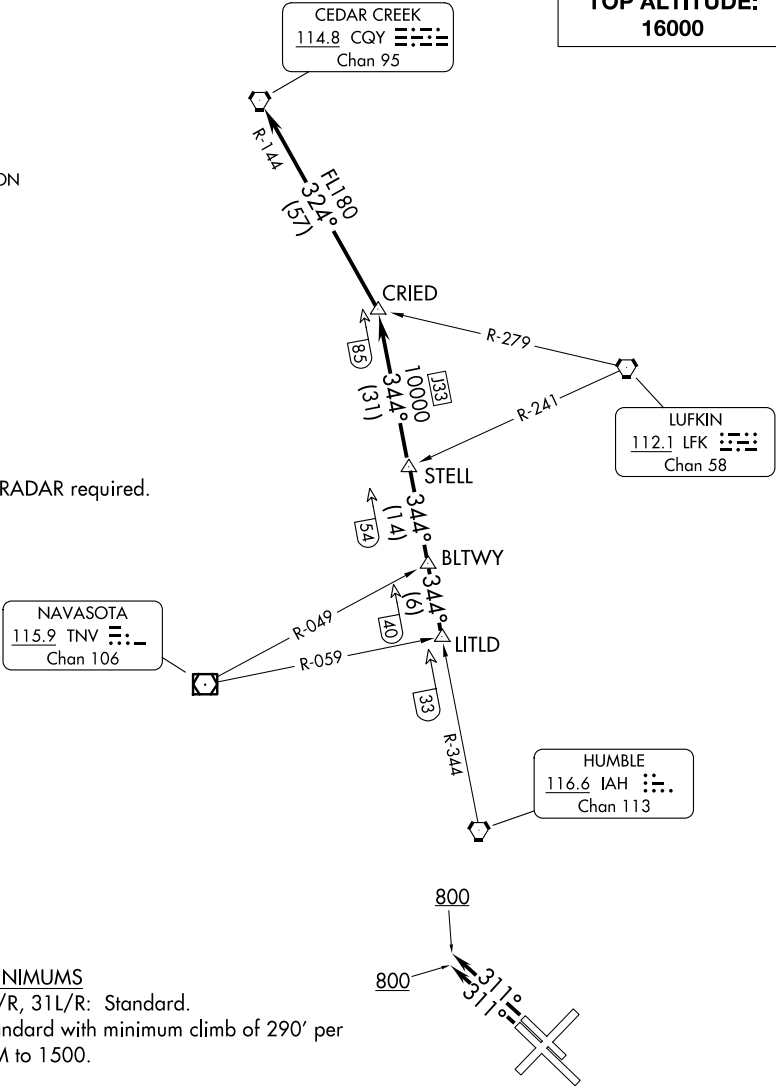 TOP ALTITUDE:
16000
CEDAR CREEK
114.8 CQY
Chan 95
ON
R-144
FL180
324°
(57)
CRIED
R-279
85
J33
10000
344°
(31)
R-241
LUFKIN
112.1 LFK
Chan 58
STELL
RADAR required.
54
344°
(14)
BLTWY
NAVASOTA
115.9 TNV
Chan 106
R-049
40
344°
(6)
R-059
LITLD
33
R-344
HUMBLE
116.6 IAH
Chan 113
800
800
311°
311°
NIMUMS
/R, 31L/R: Standard.
ndard with minimum climb of 290' per
M to 1500.